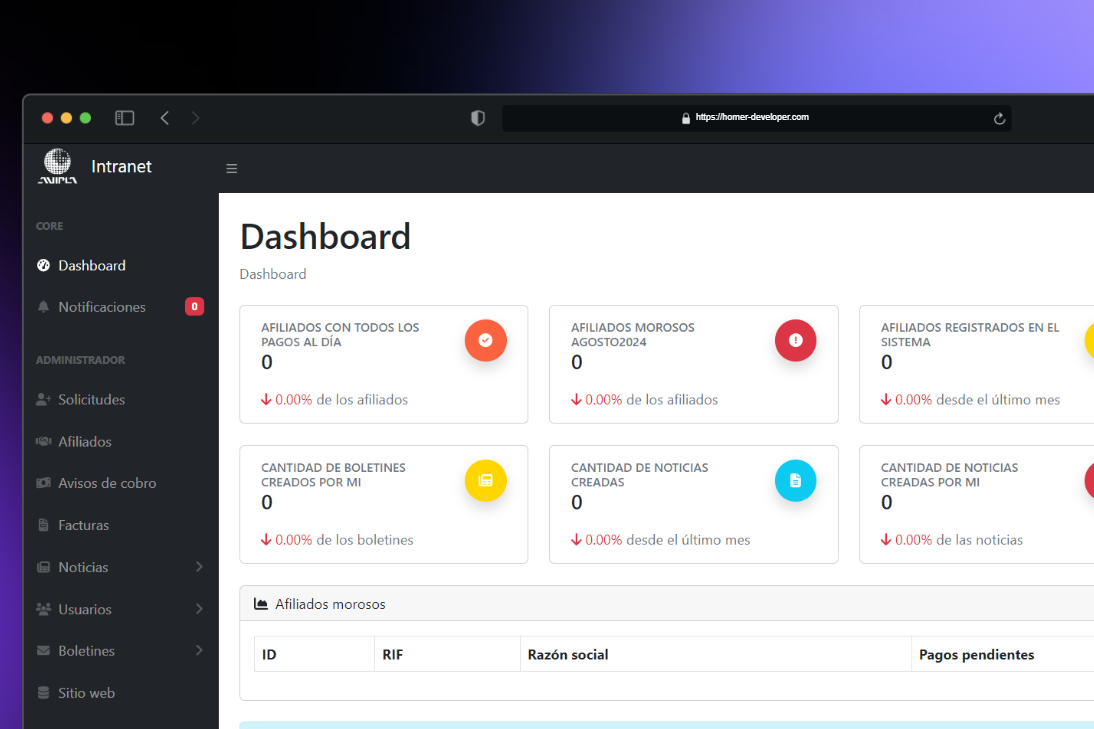 https://homer-developer.com
AVIPLA
Intranet
CORE
Dashboard
Notificaciones 0
ADMINISTRADOR
Solicitudes
Afiliados
Avisos de cobro
Facturas
Noticias
Usuarios
Boletines
Sitio web
Dashboard
Dashboard
AFILIADOS CON TODOS LOS
PAGOS AL DÍA
0
0.00% de los afiliados
AFILIADOS MOROSOS
AGOSTO2024
0
0.00% de los afiliados
AFILIADOS REGISTRADOS EN EL
SISTEMA
0
0.00% desde el último mes
CANTIDAD DE BOLETINES
CREADOS POR MI
0
0.00% de los boletines
CANTIDAD DE NOTICIAS
CREADAS
0
0.00% desde el último mes
CANTIDAD DE NOTICIAS
CREADAS POR MI
0
0.00% de las noticias
Afiliados morosos
ID RIF Razón social Pagos pendientes